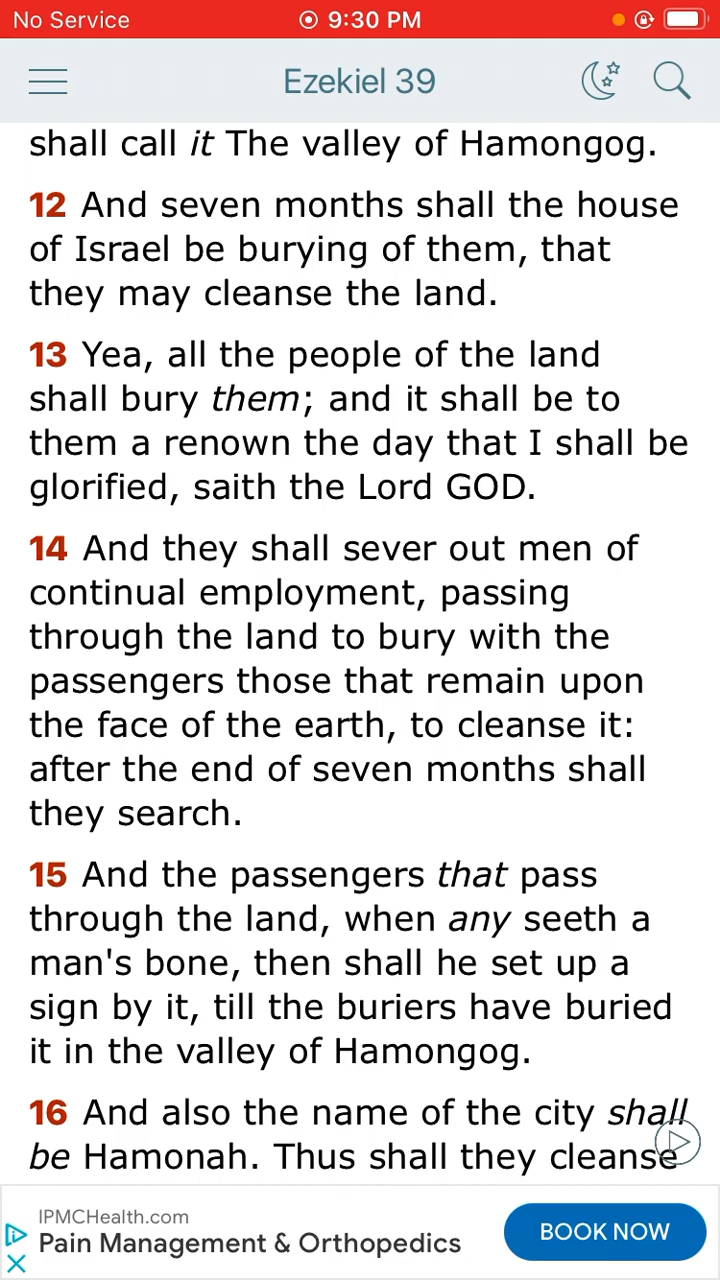 No Service 9:30 PM
Ezekiel 39
shall call it The valley of Hamongog.
12 And seven months shall the house
of Israel be burying of them, that
they may cleanse the land.
13 Yea, all the people of the land
shall bury them; and it shall be to
them a renown the day that I shall be
glorified, saith the Lord GOD.
14 And they shall sever out men of
continual employment, passing
through the land to bury with the
passengers those that remain upon
the face of the earth, to cleanse it:
after the end of seven months shall
they search.
15 And the passengers that pass
through the land, when any seeth a
man's bone, then shall he set up a
sign by it, till the buriers have buried
it in the valley of Hamongog.
16 And also the name of the city shall
be Hamonah. Thus shall they cleanse
IPMCHealth.com
Pain Management & Orthopedics
BOOK NOW